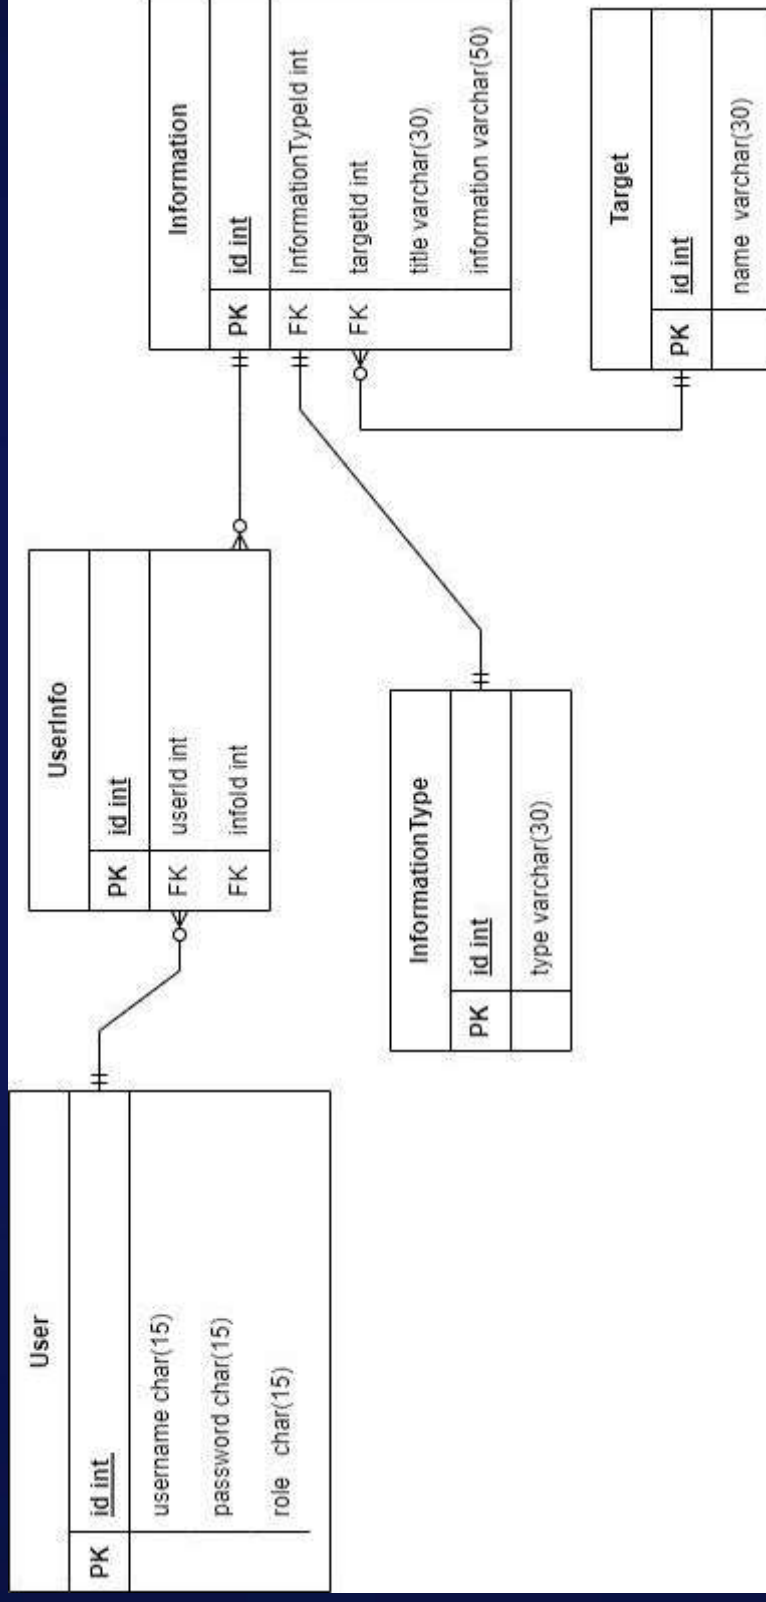 User
PK id int
username char(15)
password char(15)
role char(15)
UserInfo
PK id int
FK userId int
FK infoId int
Information
PK id int
FK InformationTypeId int
FK targetId int
title varchar(30)
information varchar(50)
InformationType
PK id int
type varchar(30)
Target
PK id int
name varchar(30)